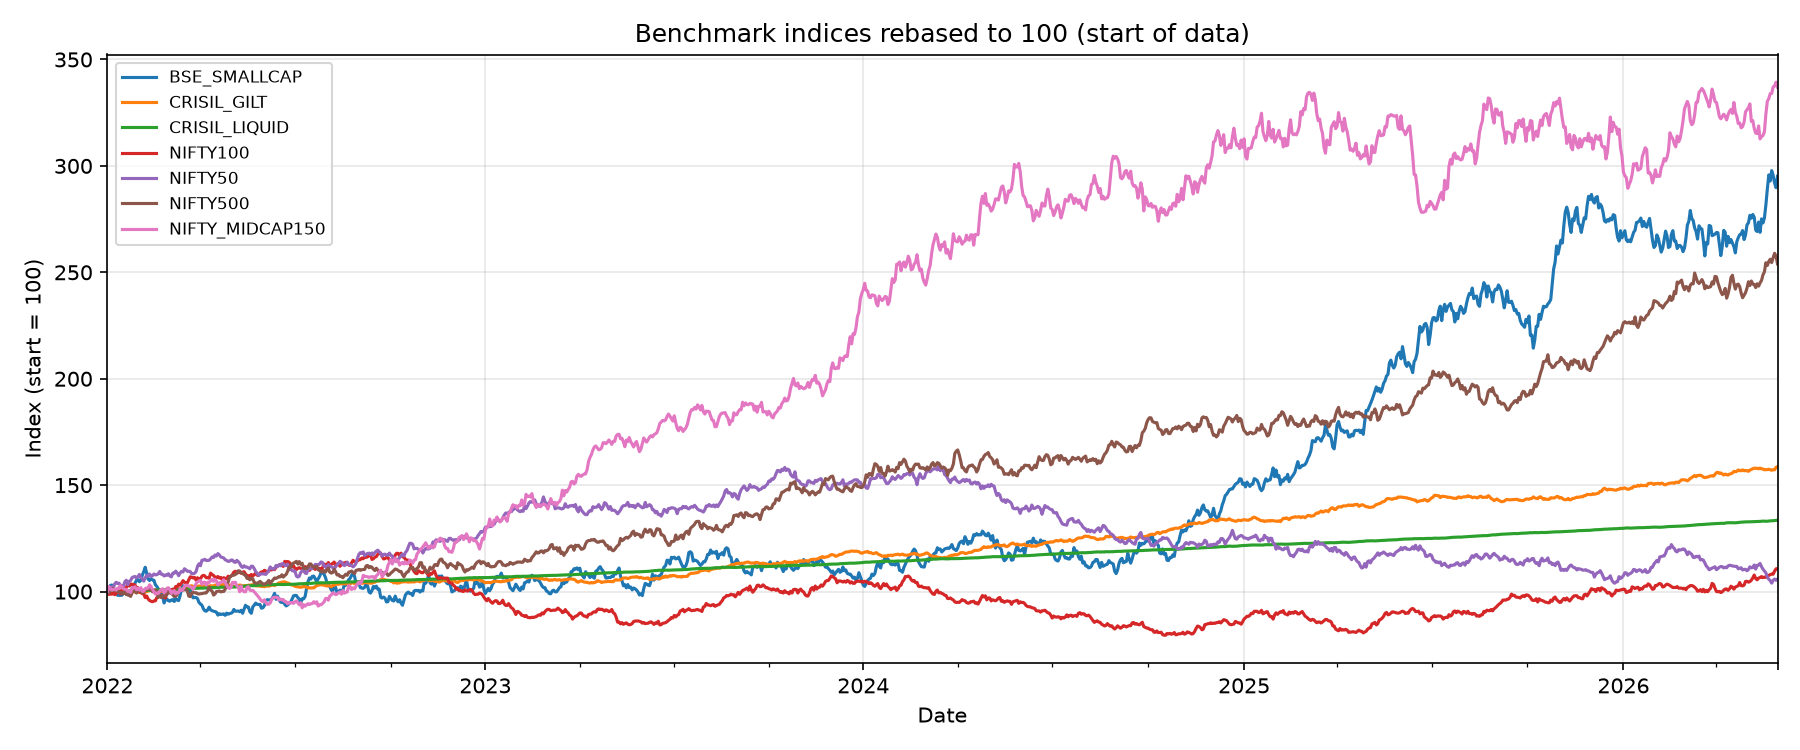 Benchmark indices rebased to 100 (start of data)
350
300
250
200
150
100
Index (start = 100)
BSE_SMALLCAP
CRISIL_GILT
CRISIL_LIQUID
NIFTY100
NIFTY50
NIFTY500
NIFTY_MIDCAP150
2022 2023 2024 2025 2026
Date